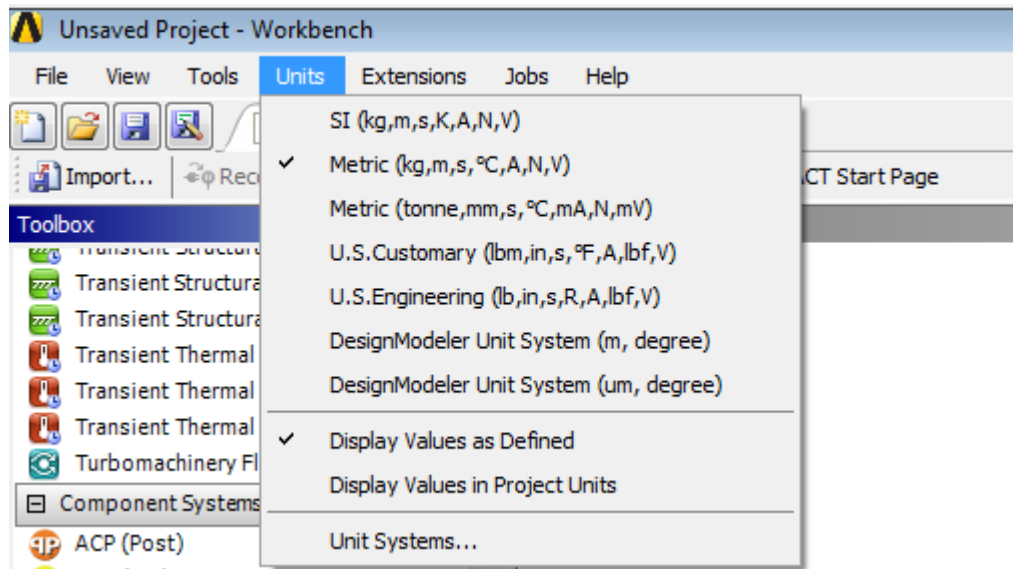 Unsaved Project - Workbench
File View Tools Units Extensions Jobs Help
SI (kg,m,s,K,A,N,V)
Metric (kg,m,s,°C,A,N,V)
Import...
CT Start Page
Metric (tonne,mm,s,°C,mA,N,mV)
Toolbox
U.S.Customary (lbm,in,s,°F,A,lbf,V)
Transient Structura
U.S.Engineering (lb,in,s,R,A,lbf,V)
Transient Structura
DesignModeler Unit System (m, degree)
Transient Thermal
DesignModeler Unit System (um, degree)
Transient Thermal
Transient Thermal
Display Values as Defined
Turbomachinery Fl
Display Values in Project Units
Component Systems
Unit Systems...
ACP (Post)